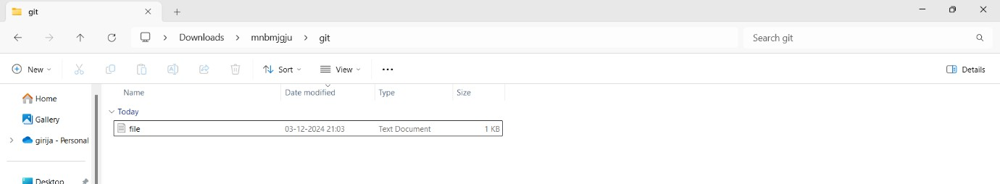 git
Downloads > mnbmjgju > git
Search git
New
Sort
View
Details
Name Date modified Type Size
Home
Today
Gallery
file 03-12-2024 21:03 Text Document 1 KB
girija - Personal
Desktop